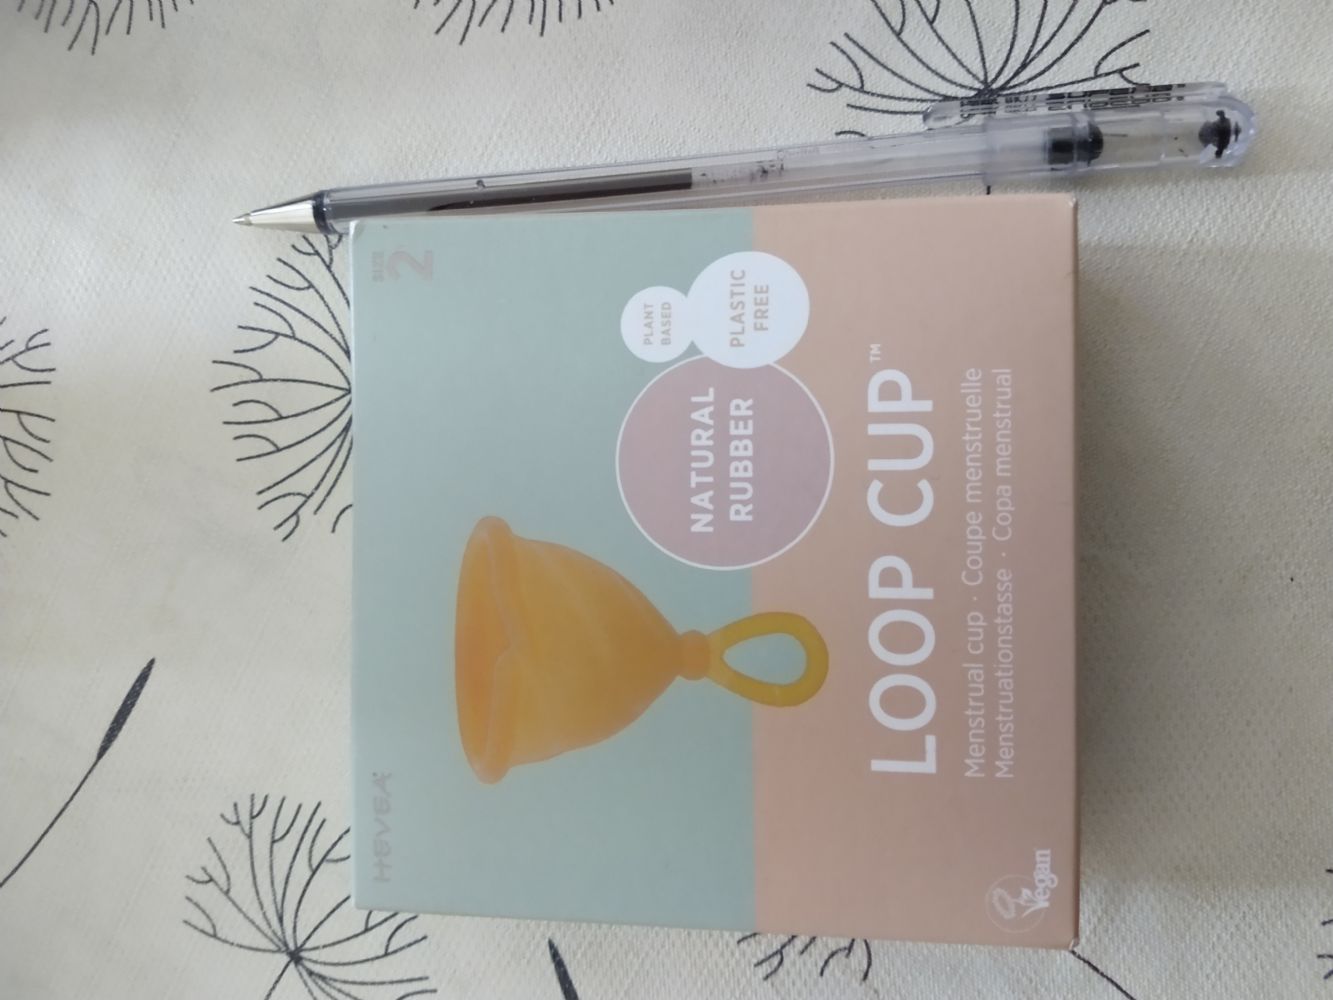 HEVEA
SIZE
2
PLANT
BASED
PLASTIC
FREE
NATURAL
RUBBER
LOOP CUP™
Menstrual cup · Coupe menstruelle
Menstruationstasse · Copa menstrual
Vegan